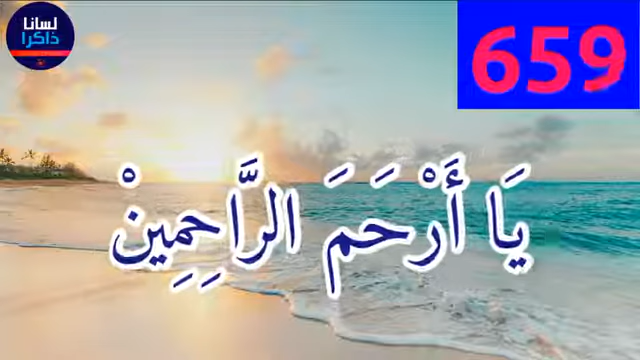 لسانا
ذاكرا
659
يَا أَرْحَمَ الرَّاحِمِينْ